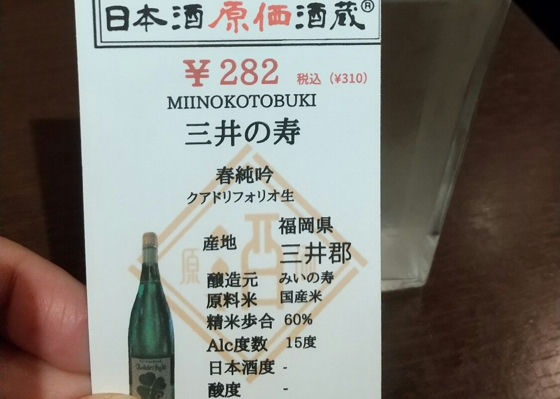 日本酒原価酒蔵®
¥282 税込(¥310)
MIINOKOTOBUKI
三井の寿
春純吟
クアドリフォリオ生
産地 福岡県
三井郡
醸造元 みいの寿
原料米 国産米
精米歩合 60%
Alc度数 15度
日本酒度 -
酸度 -
原 酒